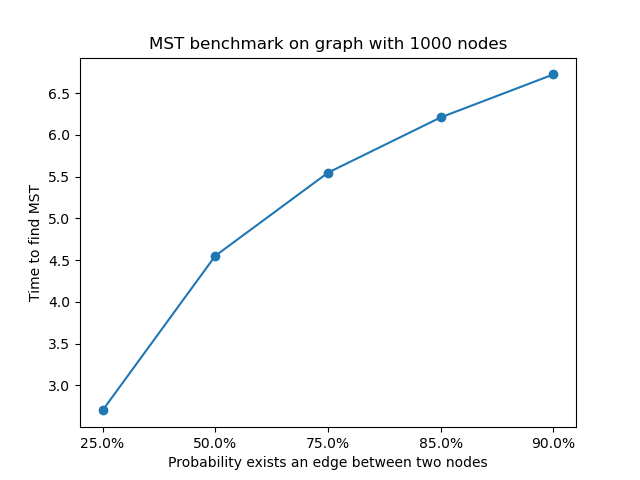 MST benchmark on graph with 1000 nodes
Time to find MST
6.5
6.0
5.5
5.0
4.5
4.0
3.5
3.0
25.0% 50.0% 75.0% 85.0% 90.0%
Probability exists an edge between two nodes